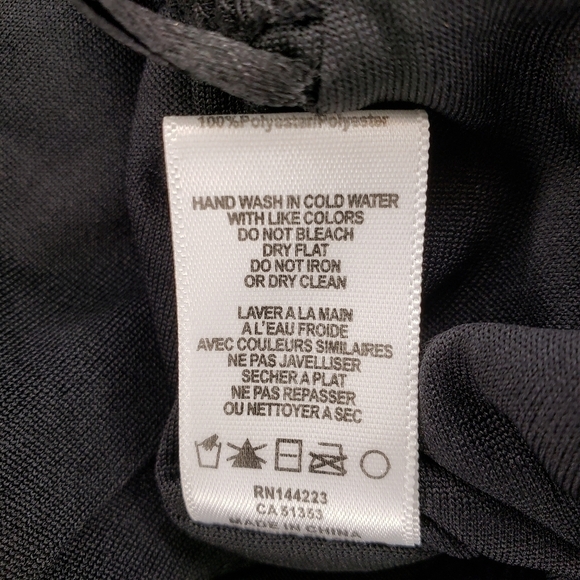 100%Polyester/Polyester
HAND WASH IN COLD WATER
WITH LIKE COLORS
DO NOT BLEACH
DRY FLAT
DO NOT IRON
OR DRY CLEAN
LAVER A LA MAIN
A L'EAU FROIDE
AVEC COULEURS SIMILAIRES
NE PAS JAVELLISER
SECHER A PLAT
NE PAS REPASSER
OU NETTOYER A SEC
RN144223
CA 51353
MADE IN CHINA